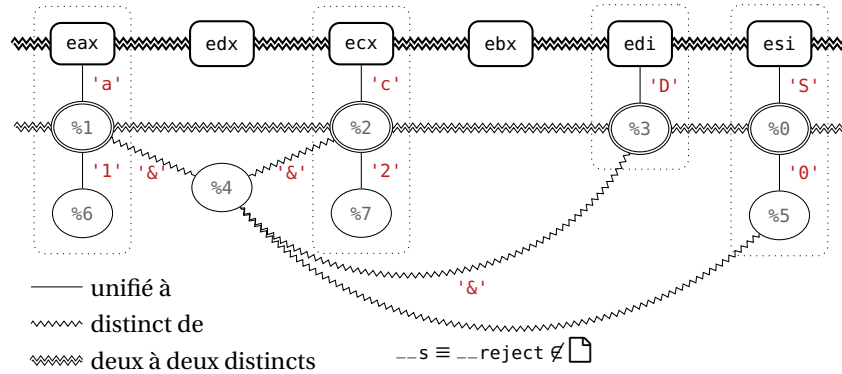 eax edx ecx ebx edi esi
'a' 'c' 'D' 'S'
%1 %2 %3 %0
'1' '&' '&' '2' '0'
%4
%6 %7 %5
'&'
unifié à
distinct de
deux à deux distincts
__s ≡ __reject ∉